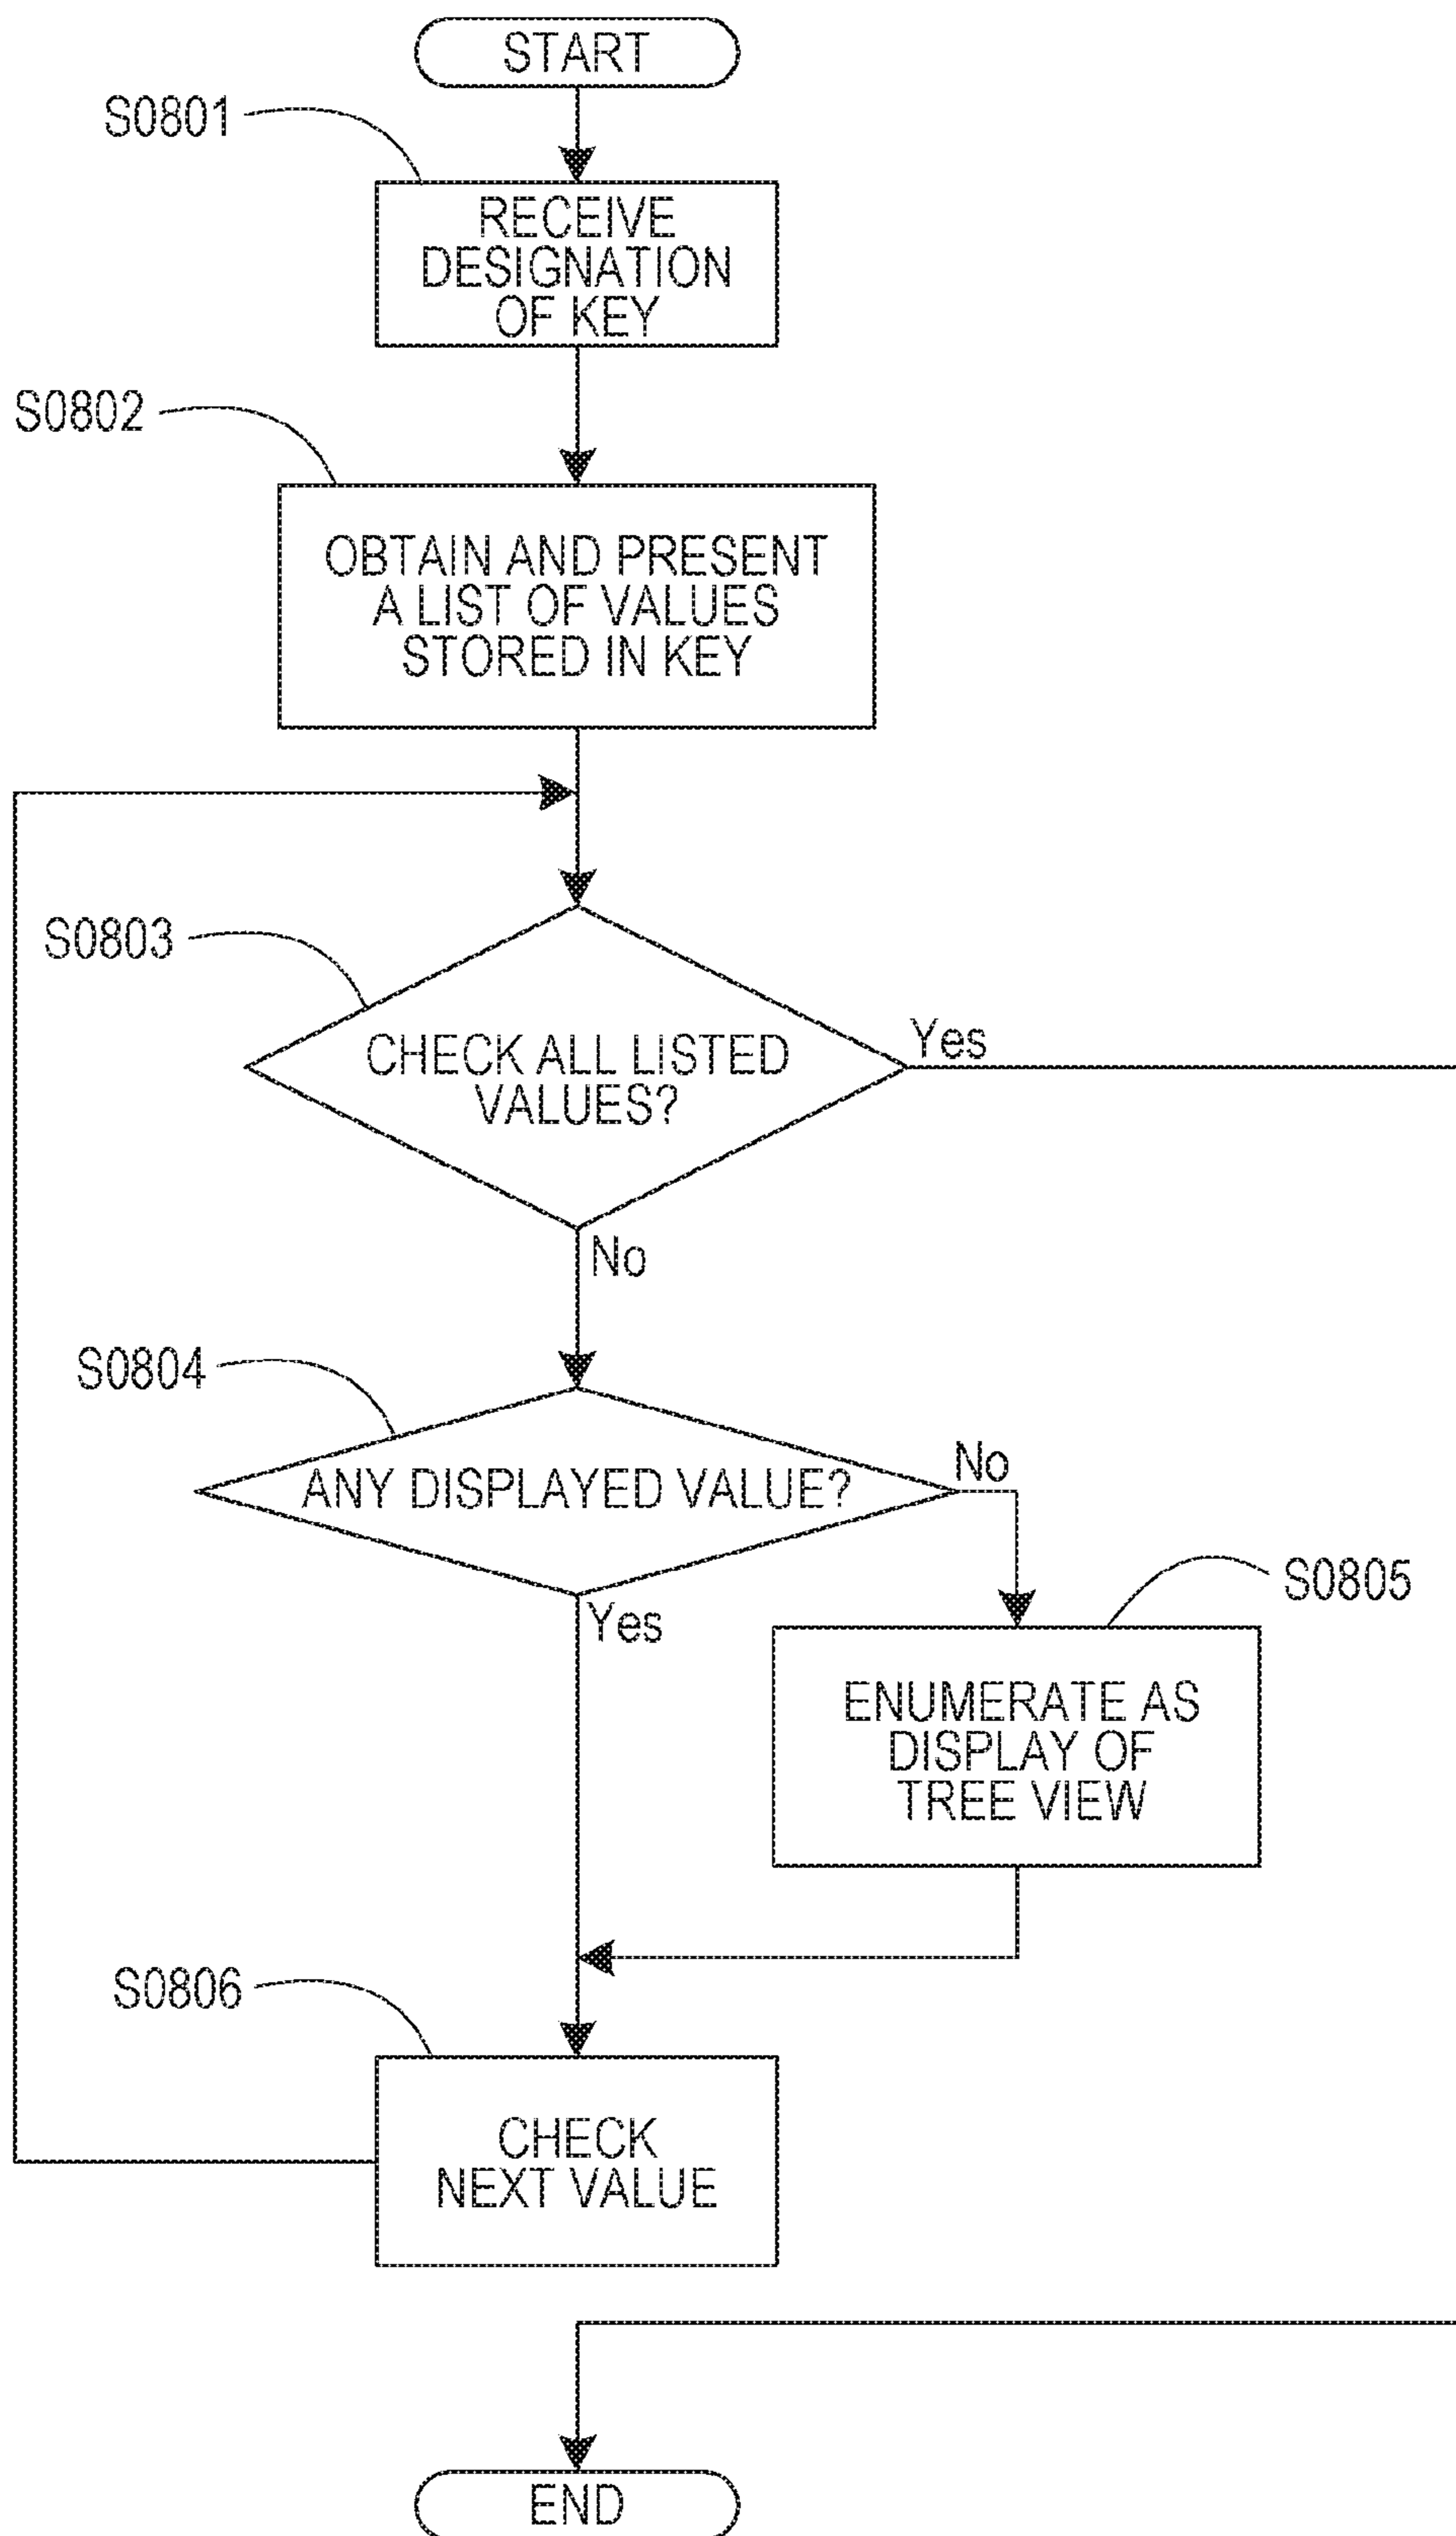 START
S0801
RECEIVE
DESIGNATION
OF KEY
S0802
OBTAIN AND PRESENT
A LIST OF VALUES
STORED IN KEY
S0803
CHECK ALL LISTED
VALUES?
Yes
No
S0804
ANY DISPLAYED VALUE?
No
Yes
S0805
ENUMERATE AS
DISPLAY OF
TREE VIEW
S0806
CHECK
NEXT VALUE
END